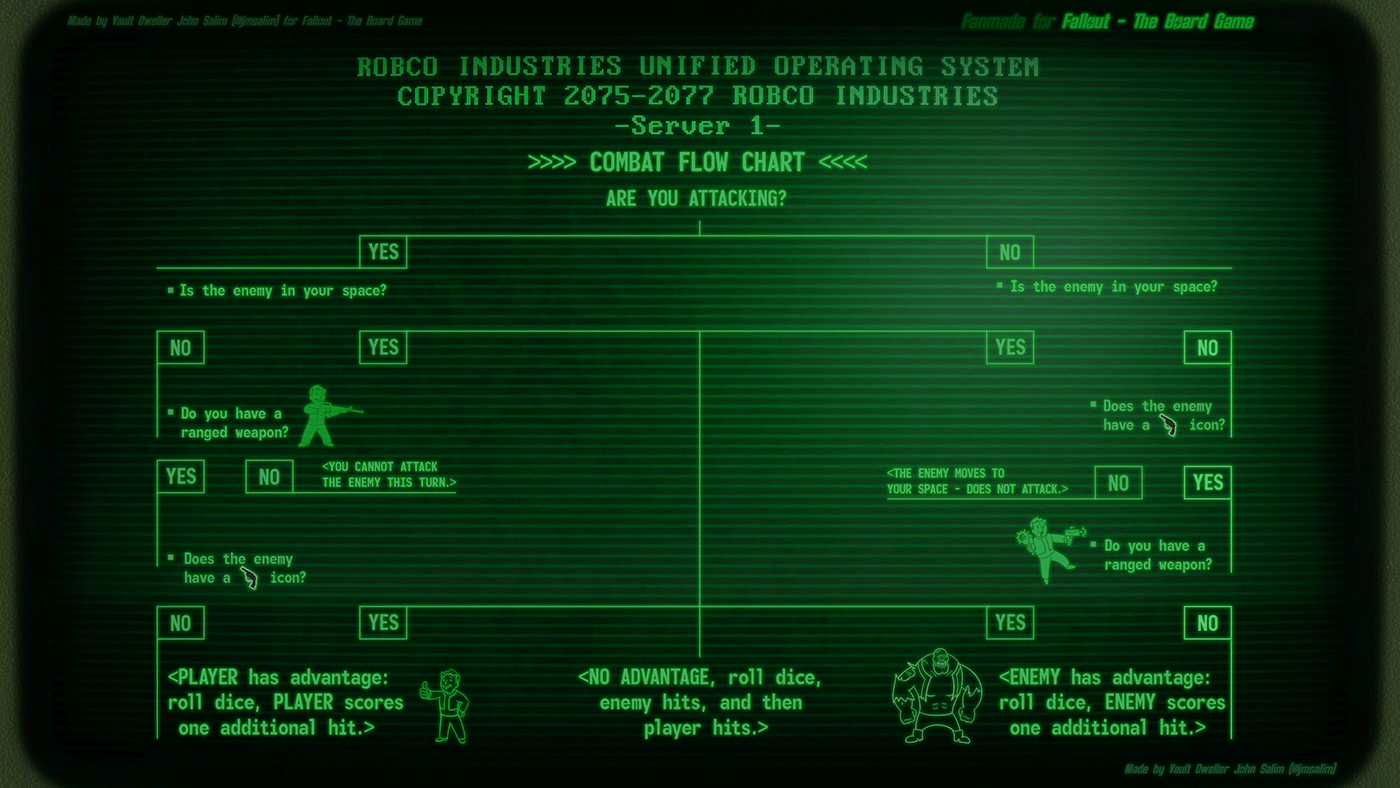 Made by Vault Dweller John Salim [@jmsalim] for Fallout - The Board Game
Fanmade for Fallout - The Board Game
ROBCO INDUSTRIES UNIFIED OPERATING SYSTEM
COPYRIGHT 2075-2077 ROBCO INDUSTRIES
-Server 1-
>>>> COMBAT FLOW CHART <<<<
ARE YOU ATTACKING?
YES
NO
▪ Is the enemy in your space?
▪ Is the enemy in your space?
NO
YES
YES
NO
▪ Do you have a
ranged weapon?
▪ Does the enemy
have a icon?
YES
NO
<YOU CANNOT ATTACK
THE ENEMY THIS TURN.>
<THE ENEMY MOVES TO
YOUR SPACE - DOES NOT ATTACK.>
NO
YES
▪ Does the enemy
have a icon?
▪ Do you have a
ranged weapon?
NO
YES
YES
NO
<PLAYER has advantage:
roll dice, PLAYER scores
one additional hit.>
<NO ADVANTAGE, roll dice,
enemy hits, and then
player hits.>
<ENEMY has advantage:
roll dice, ENEMY scores
one additional hit.>
Made by Vault Dweller John Salim [@jmsalim]